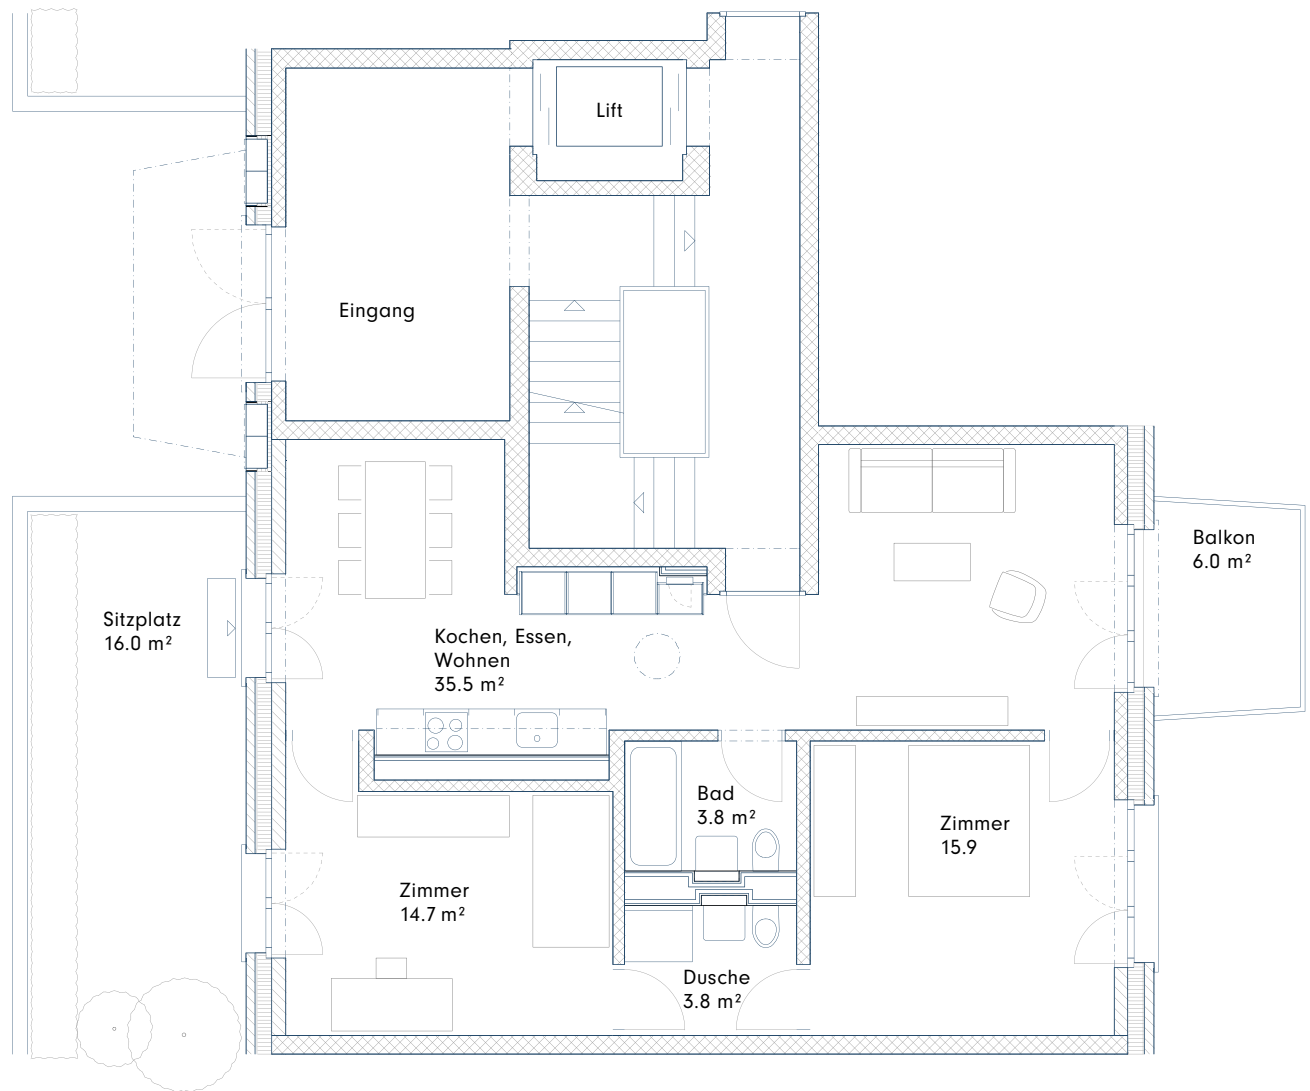 Lift
Eingang
Balkon
6.0 m²
Sitzplatz
16.0 m²
Kochen, Essen,
Wohnen
35.5 m²
Bad
3.8 m²
Zimmer
15.9
Zimmer
14.7 m²
Dusche
3.8 m²